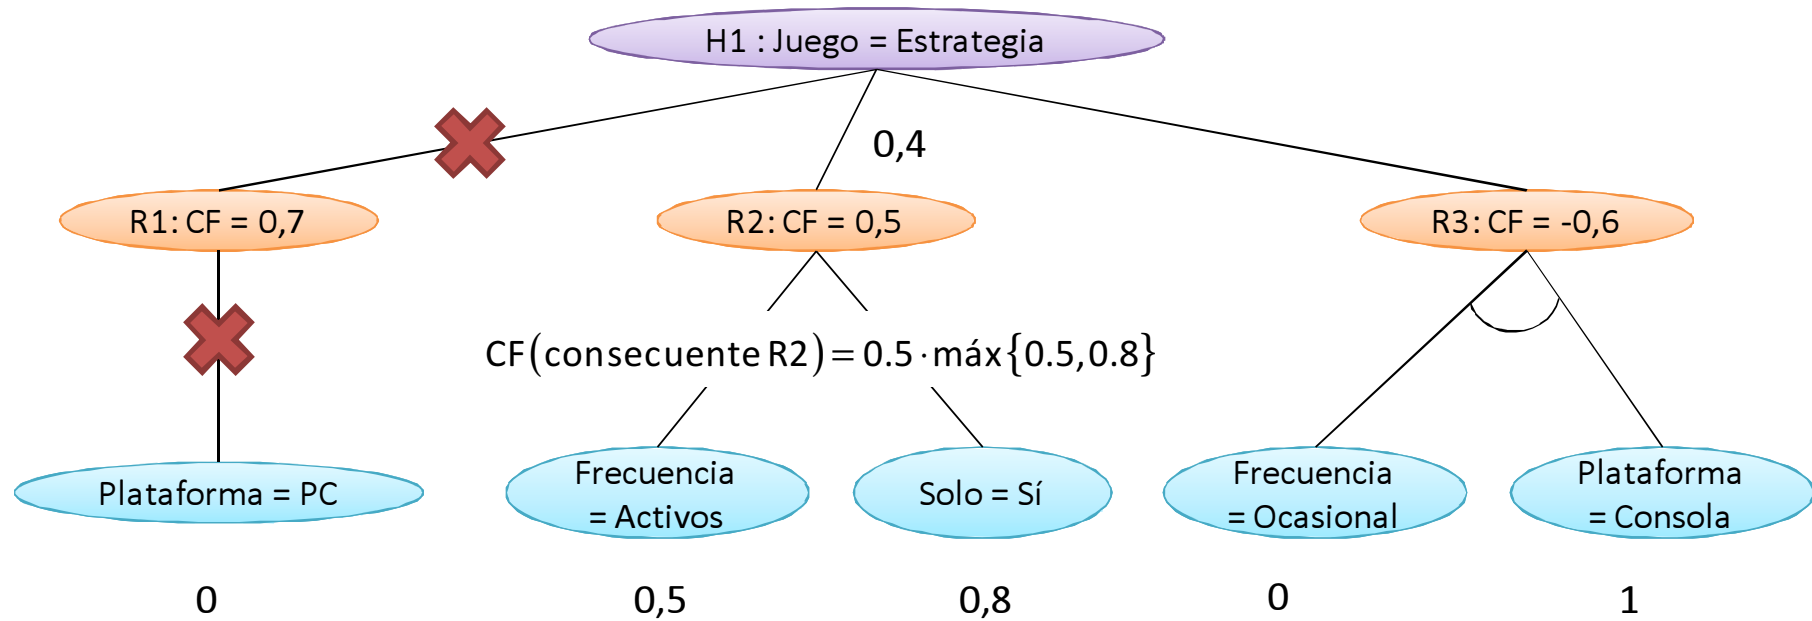 H1 : Juego = Estrategia
0,4
R1: CF = 0,7
R2: CF = 0,5
R3: CF = -0,6
CF(consecuente R2) = 0.5 · máx{0.5,0.8}
Plataforma = PC
Frecuencia
= Activos
Solo = Sí
Frecuencia
= Ocasional
Plataforma
= Consola
0
0,5
0,8
0
1